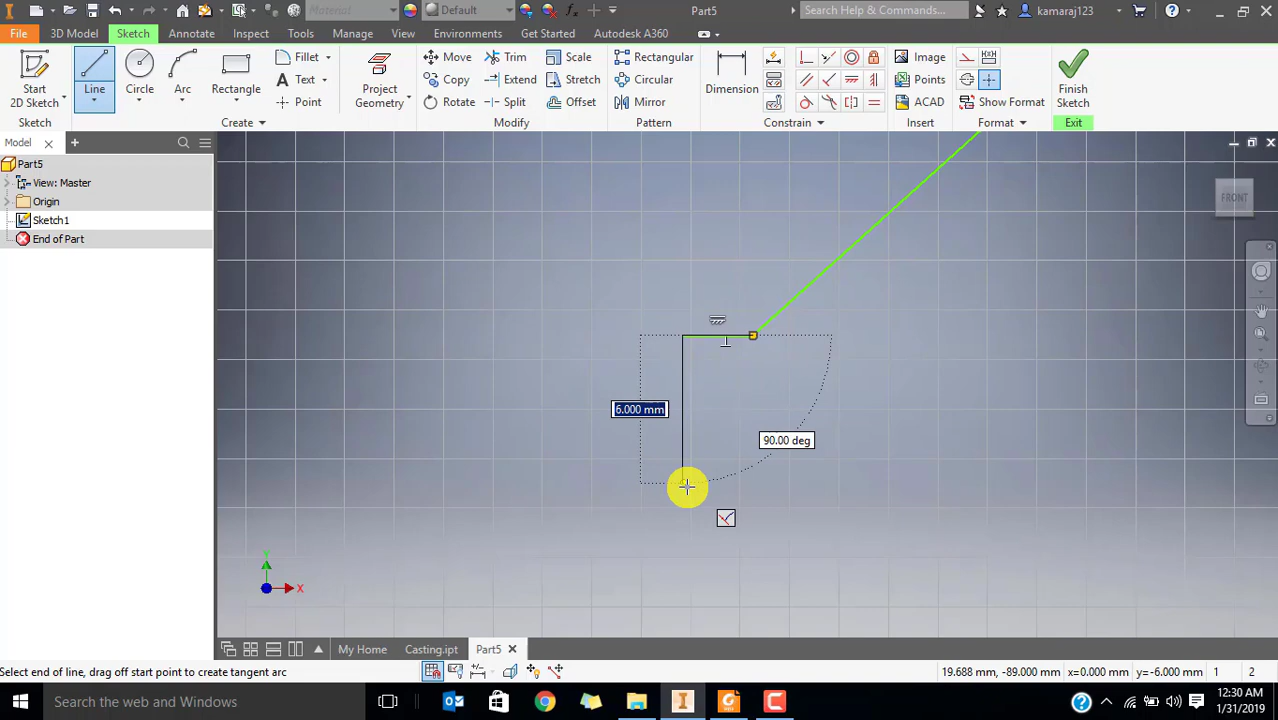 Material
Default
Part5
Search Help & Commands...
kamaraj123
File
3D Model
Sketch
Annotate
Inspect
Tools
Manage
View
Environments
Get Started
Autodesk A360
Start
2D Sketch
Line
Circle
Arc
Rectangle
Fillet
Text
Point
Project
Geometry
Move
Copy
Rotate
Trim
Extend
Split
Scale
Stretch
Offset
Rectangular
Circular
Mirror
Dimension
Image
Points
ACAD
Show Format
Finish
Sketch
Sketch
Create
Modify
Pattern
Constrain
Insert
Format
Exit
Model
Part5
View: Master
Origin
Sketch1
End of Part
FRONT
6.000 mm
90.00 deg
Y
X
My Home
Casting.ipt
Part5
Select end of line, drag off start point to create tangent arc
19.688 mm, -89.000 mm
x=0.000 mm
y=-6.000 mm
1
2
Search the web and Windows
12:30 AM
1/31/2019